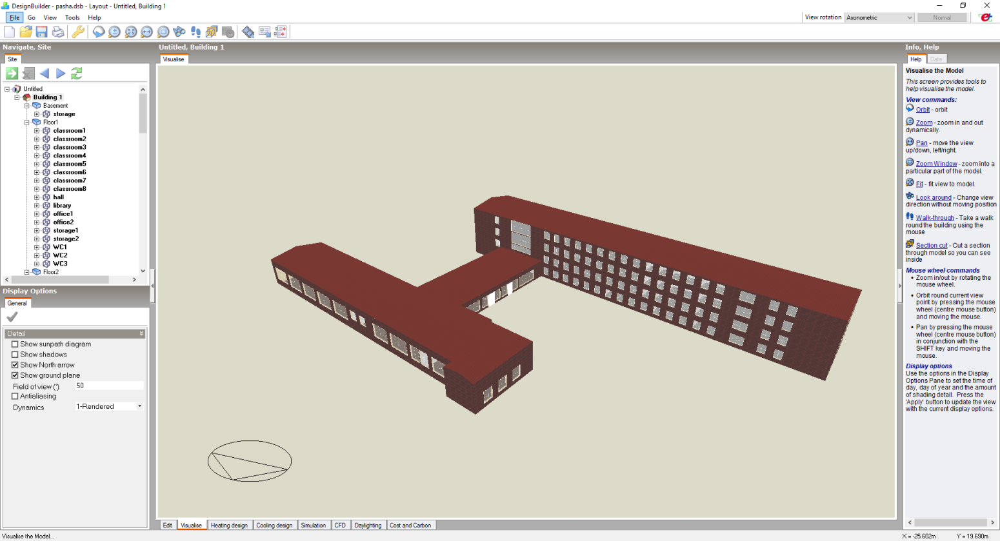 DesignBuilder - pasha.dsb - Layout - Untitled, Building 1
File Go View Tools Help
View rotation Axonometric Normal
Navigate, Site
Site
Untitled
Building 1
Basement
storage
Floor1
classroom1
classroom2
classroom3
classroom4
classroom5
classroom6
classroom7
classroom8
hall
library
office1
office2
storage1
storage2
WC1
WC2
WC3
Floor2
Display Options
General
Detail
Show sunpath diagram
Show shadows
Show North arrow
Show ground plane
Field of view (°) 50
Antialiasing
Dynamics 1-Rendered
Untitled, Building 1
Visualise
Edit Visualise Heating design Cooling design Simulation CFD Daylighting Cost and Carbon
Info, Help
Help Data
Visualise the Model
This screen provides tools to
help visualise the model.
View commands:
Orbit - orbit
Zoom - zoom in and out
dynamically.
Pan - move the view
up/down, left/right.
Zoom Window - zoom into a
particular part of the model.
Fit - fit view to model.
Look around - Change view
direction without moving position
Walk-through - Take a walk
round the building using the
mouse
Section cut - Cut a section
through model so you can see
inside
Mouse wheel commands
• Zoom in/out by rotating the
mouse wheel.
• Orbit round current view
point by pressing the mouse
wheel (centre mouse button)
and moving the mouse.
• Pan by pressing the mouse
wheel (centre mouse button)
in conjunction with the
SHIFT key and moving the
mouse.
Display options
Use the options in the Display
Options Pane to set the time of
day, day of year and the amount
of shading detail. Press the
'Apply' button to update the view
with the current display options.
Visualise the Model...
X = -25.602m Y = 19.690m